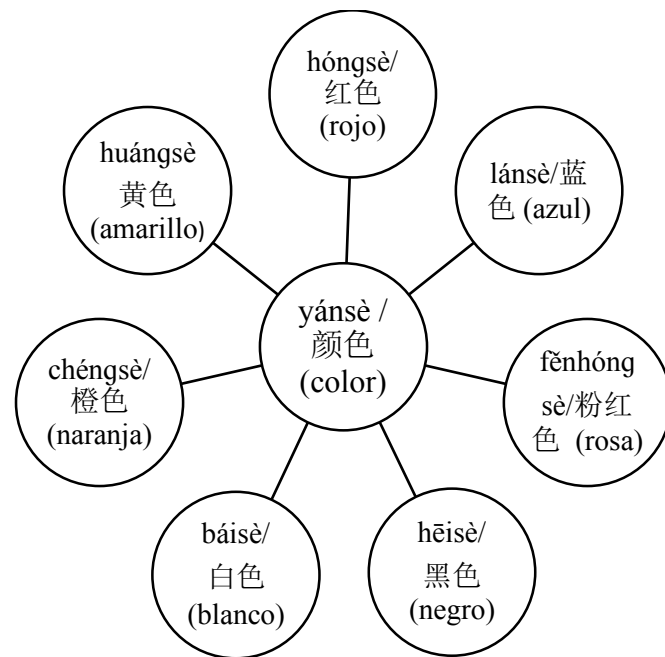 hóngsè/
红色
(rojo)
huángsè
黄色
(amarillo)
lánsè/蓝
色 (azul)
yánsè /
颜色
(color)
chéngsè/
橙色
(naranja)
fěnhóng
sè/粉红
色 (rosa)
báisè/
白色
(blanco)
hēisè/
黑色
(negro)